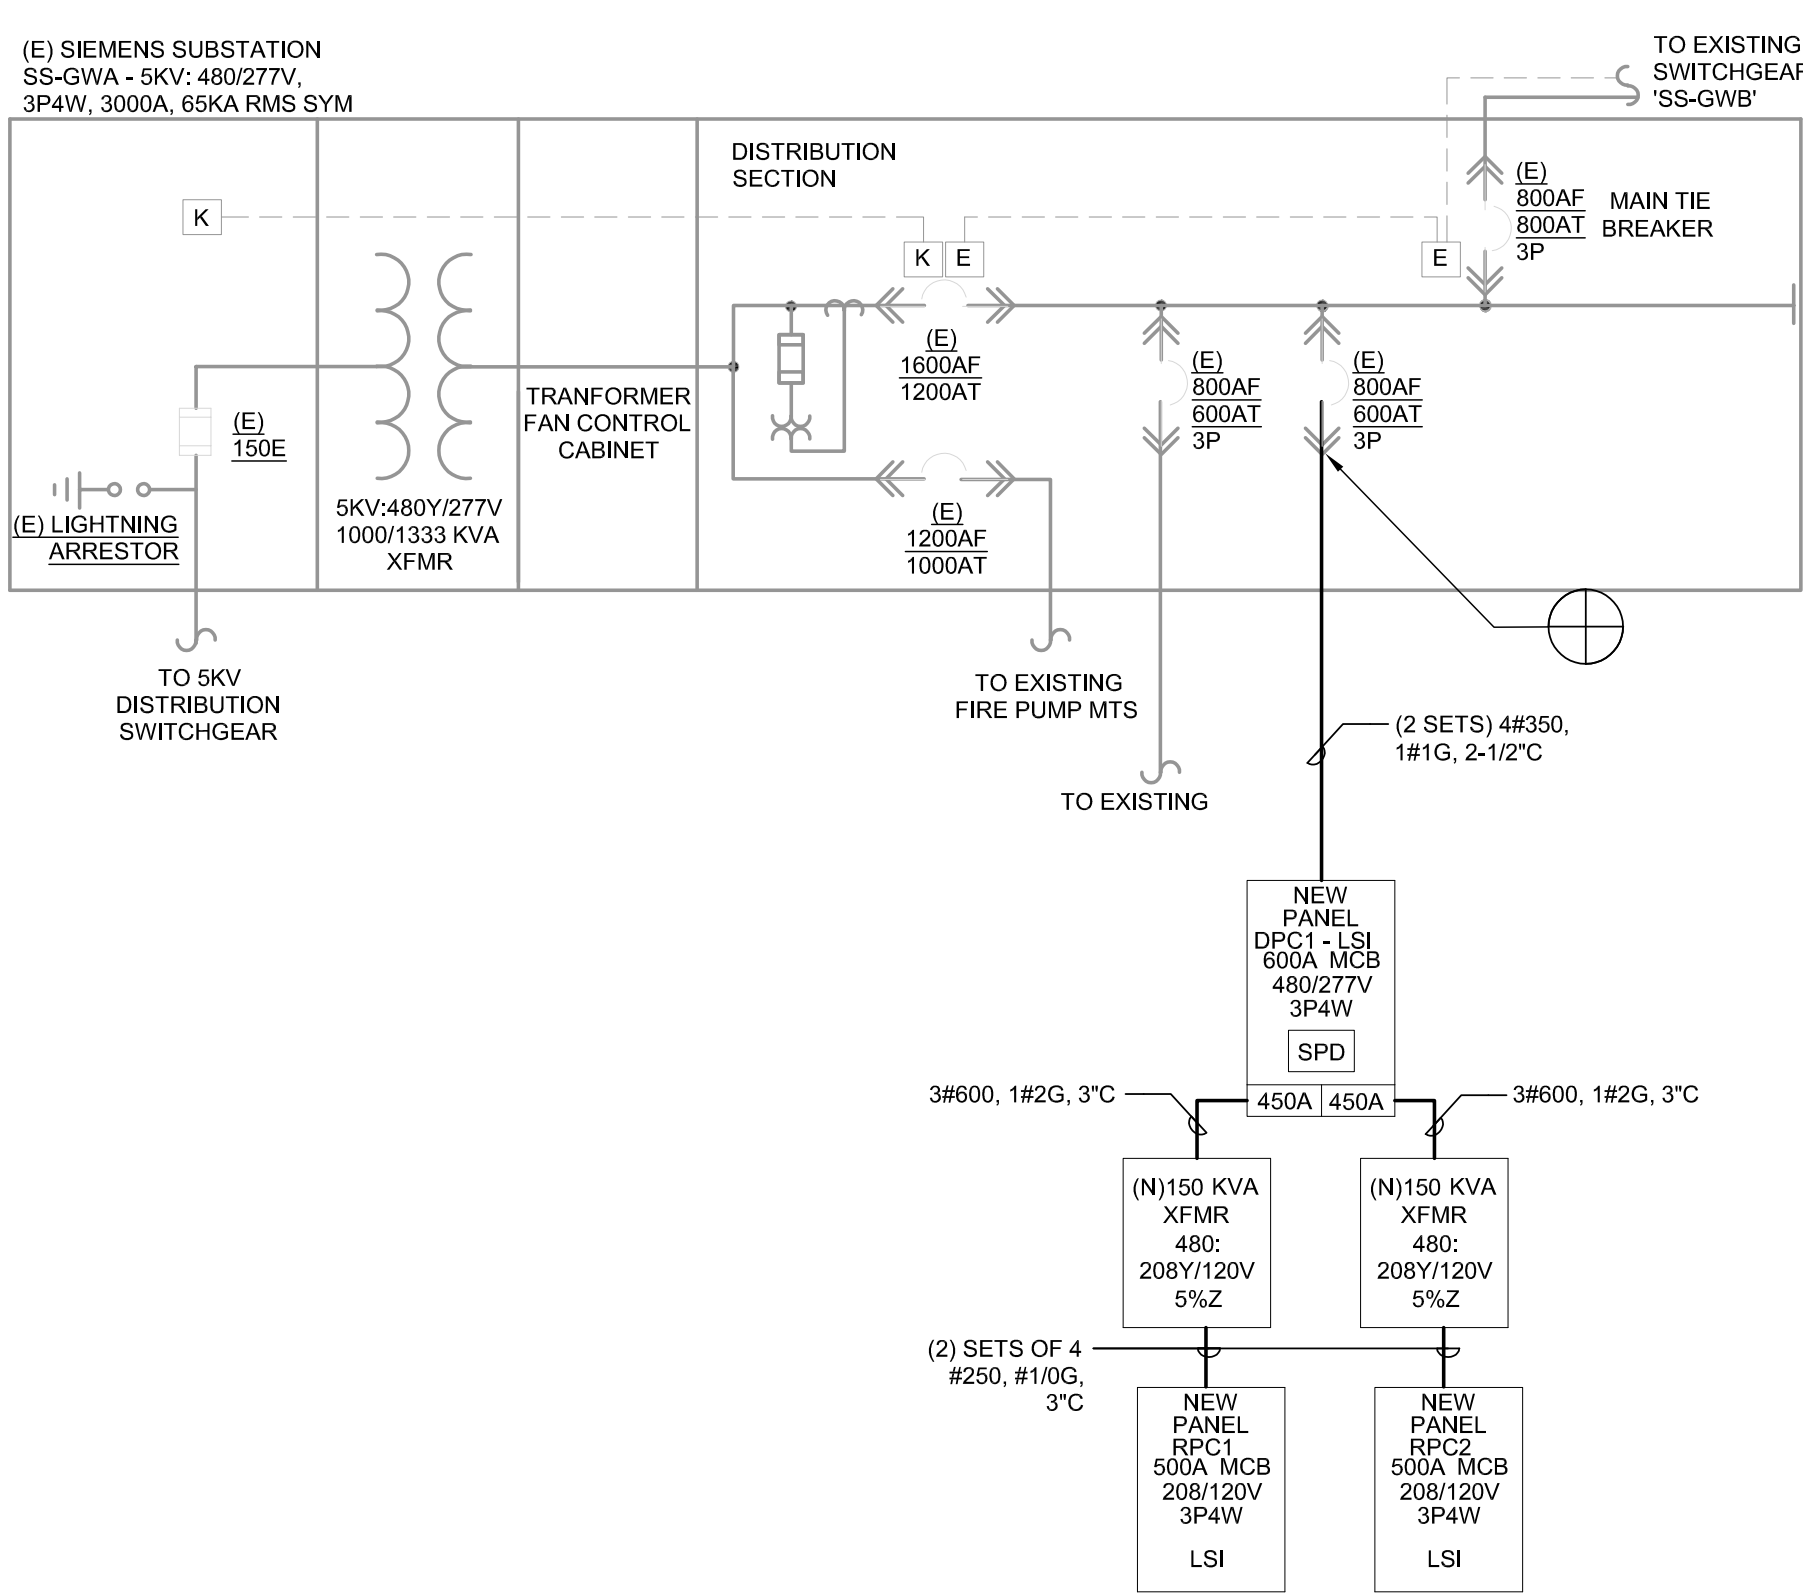 (E) SIEMENS SUBSTATION
SS-GWA - 5KV: 480/277V,
3P4W, 3000A, 65KA RMS SYM
TO EXISTING
SWITCHGEAR
'SS-GWB'
DISTRIBUTION
SECTION
K
K
E
E
(E)
800AF
800AT
3P
MAIN TIE
BREAKER
(E)
1600AF
1200AT
(E)
800AF
600AT
3P
(E)
800AF
600AT
3P
TRANFORMER
FAN CONTROL
CABINET
(E)
150E
(E) LIGHTNING
ARRESTOR
5KV:480Y/277V
1000/1333 KVA
XFMR
(E)
1200AF
1000AT
TO 5KV
DISTRIBUTION
SWITCHGEAR
TO EXISTING
FIRE PUMP MTS
TO EXISTING
(2 SETS) 4#350,
1#1G, 2-1/2"C
NEW
PANEL
DPC1 - LSI
600A MCB
480/277V
3P4W
SPD
450A
450A
3#600, 1#2G, 3"C
3#600, 1#2G, 3"C
(N)150 KVA
XFMR
480:
208Y/120V
5%Z
(N)150 KVA
XFMR
480:
208Y/120V
5%Z
(2) SETS OF 4
#250, #1/0G,
3"C
NEW
PANEL
RPC1
500A MCB
208/120V
3P4W
LSI
NEW
PANEL
RPC2
500A MCB
208/120V
3P4W
LSI